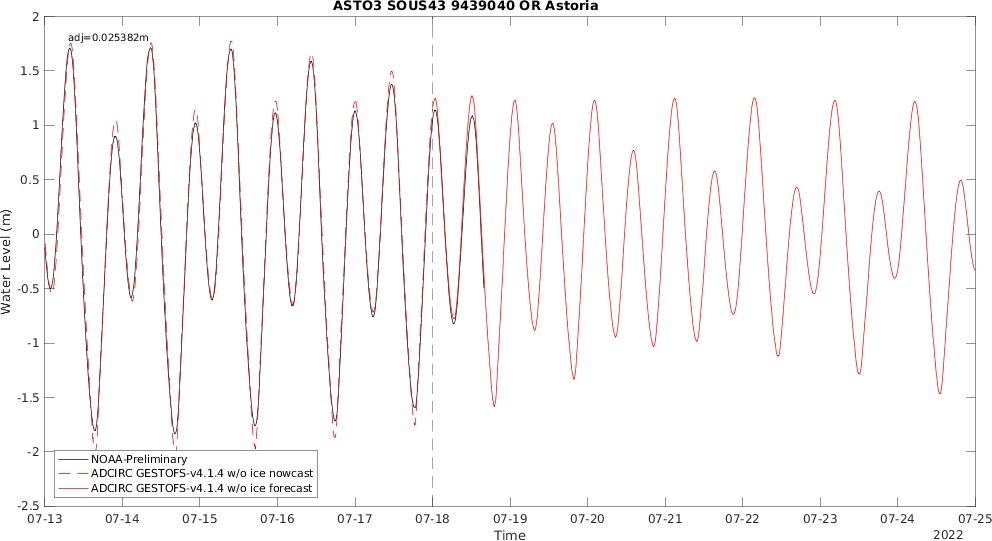 ASTO3 SOUS43 9439040 OR Astoria
adj=0.025382m
Water Level (m)
2
1.5
1
0.5
0
-0.5
-1
-1.5
-2
-2.5
NOAA-Preliminary
ADCIRC GESTOFS-v4.1.4 w/o ice nowcast
ADCIRC GESTOFS-v4.1.4 w/o ice forecast
07-13 07-14 07-15 07-16 07-17 07-18 07-19 07-20 07-21 07-22 07-23 07-24 07-25
Time
2022